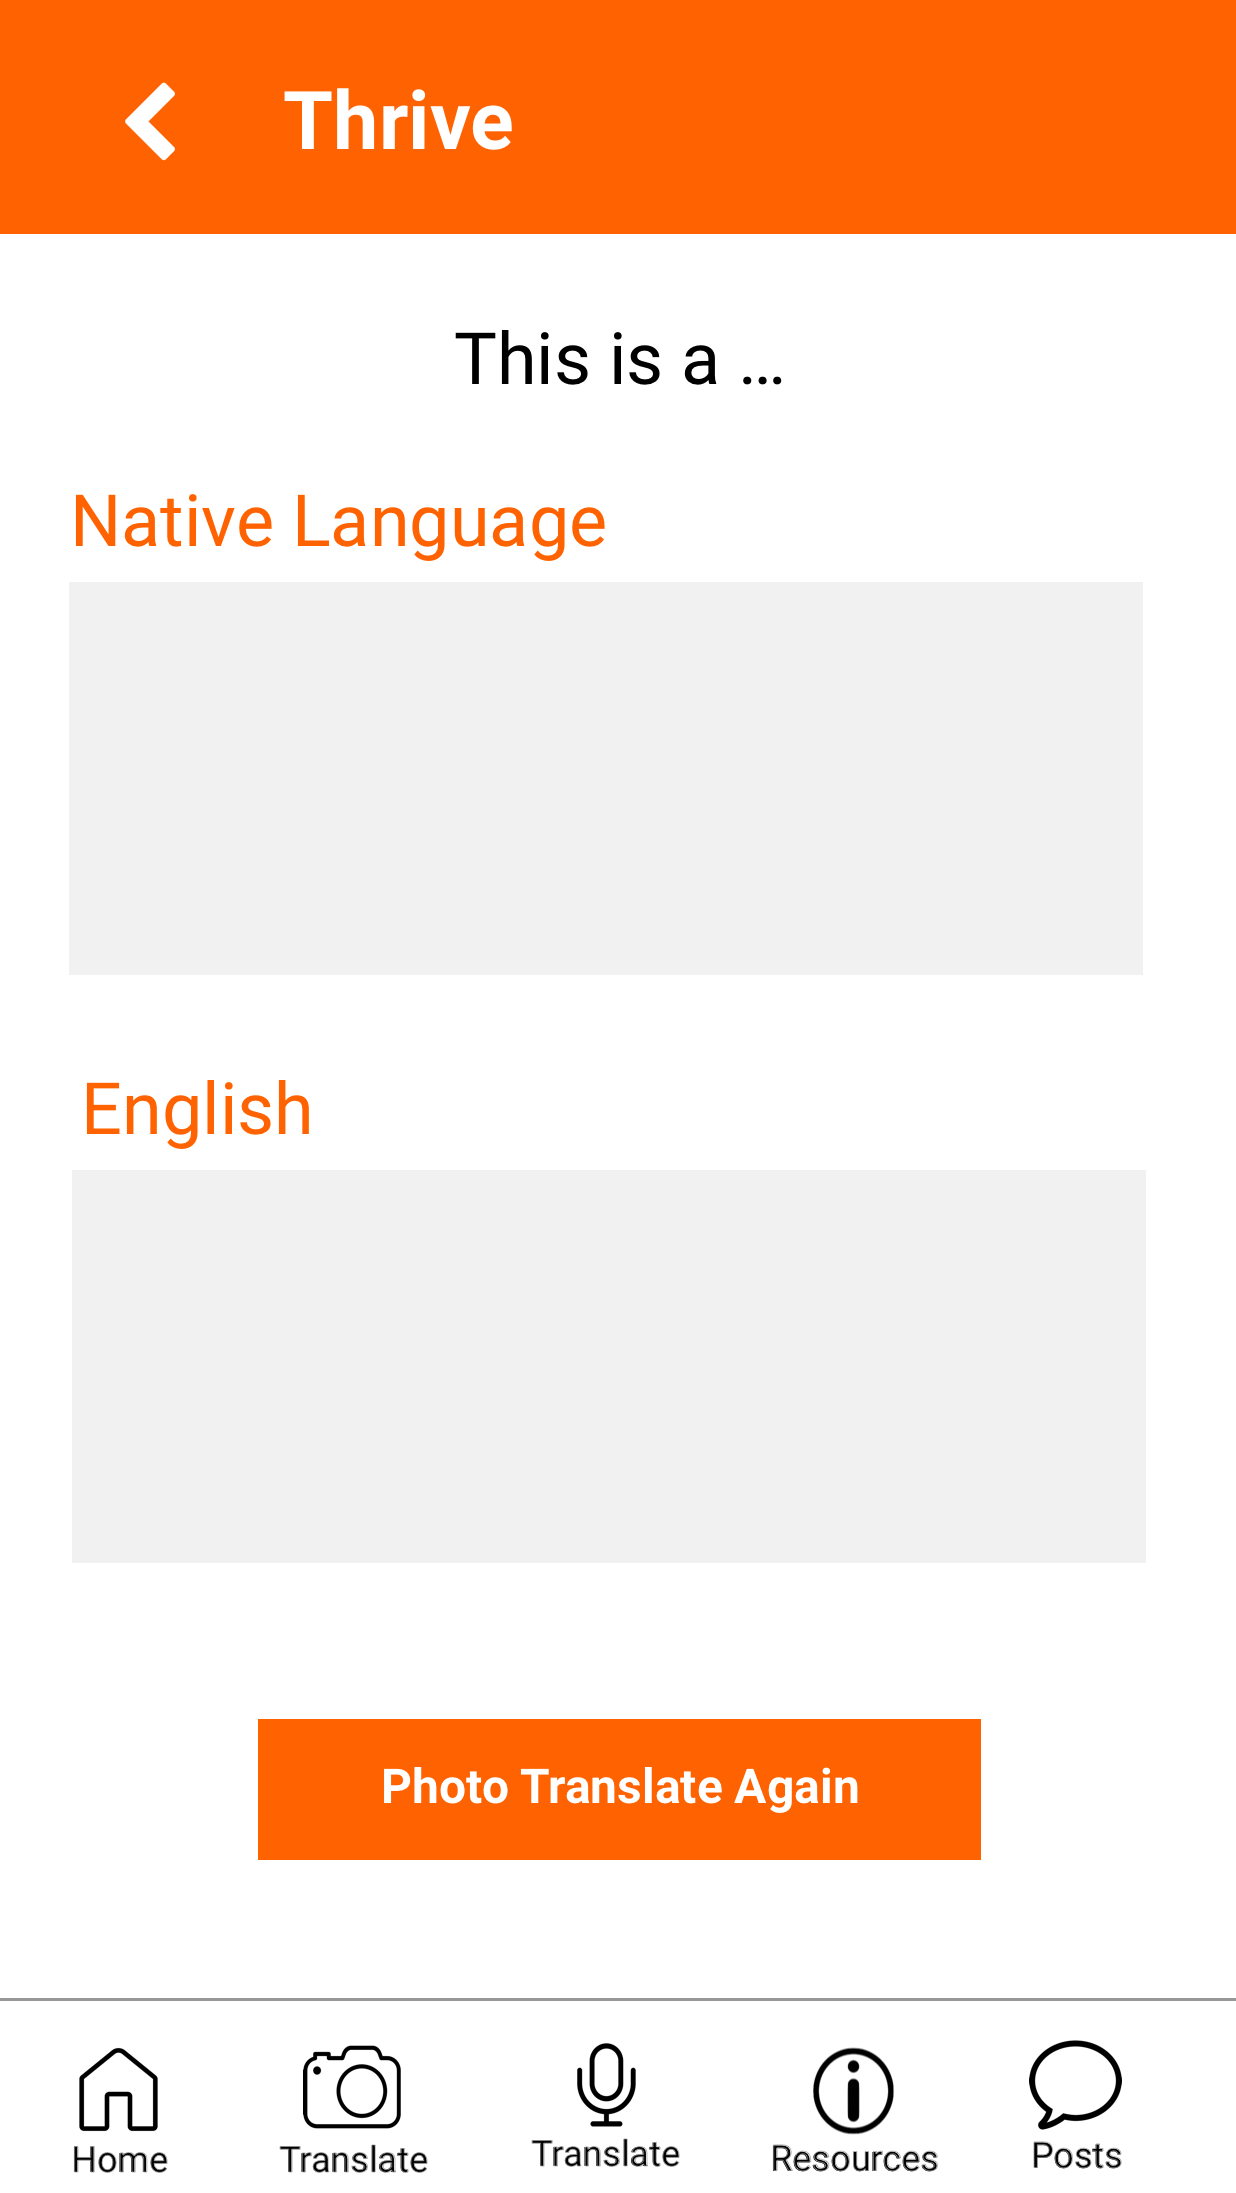 Thrive
This is a ...
Native Language
English
Photo Translate Again
Home
Translate
Translate
Resources
Posts